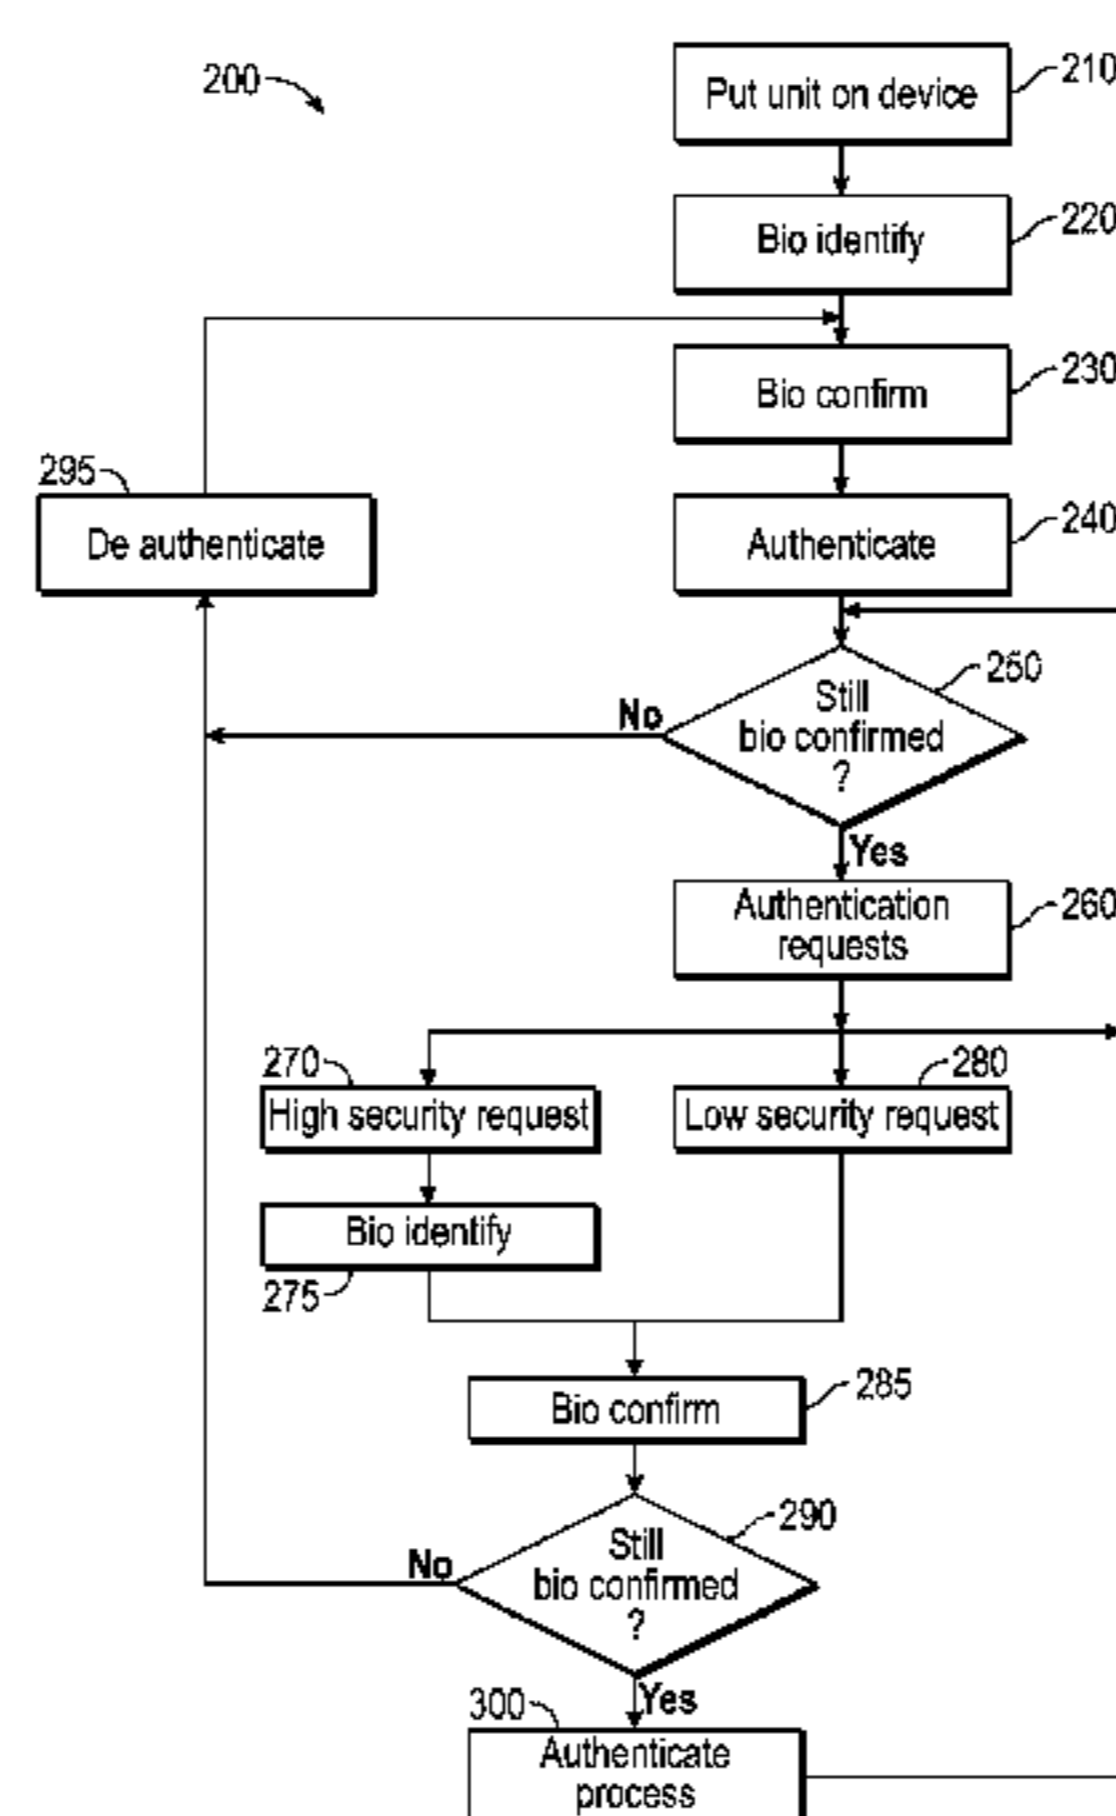 200
Put unit on device
210
Bio identify
220
Bio confirm
230
295
De authenticate
Authenticate
240
250
Still
bio confirmed
?
No
Yes
Authentication
requests
260
270
High security request
280
Low security request
Bio identify
275
Bio confirm
285
290
Still
bio confirmed
?
No
Yes
300
Authenticate
process